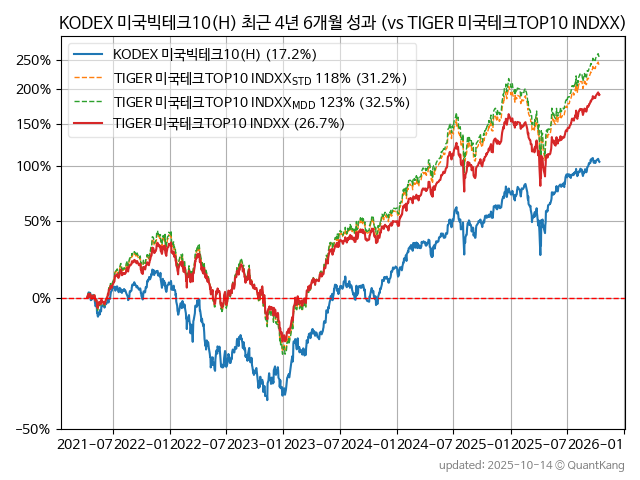 KODEX 미국빅테크10(H) 최근 4년 6개월 성과 (vs TIGER 미국테크TOP10 INDXX)
KODEX 미국빅테크10(H) (17.2%)
TIGER 미국테크TOP10 INDXXSTD 118% (31.2%)
TIGER 미국테크TOP10 INDXXMDD 123% (32.5%)
TIGER 미국테크TOP10 INDXX (26.7%)
250%
200%
150%
100%
50%
0%
-50%
2021-07 2022-01 2022-07 2023-01 2023-07 2024-01 2024-07 2025-01 2025-07 2026-01
updated: 2025-10-14 © QuantKang